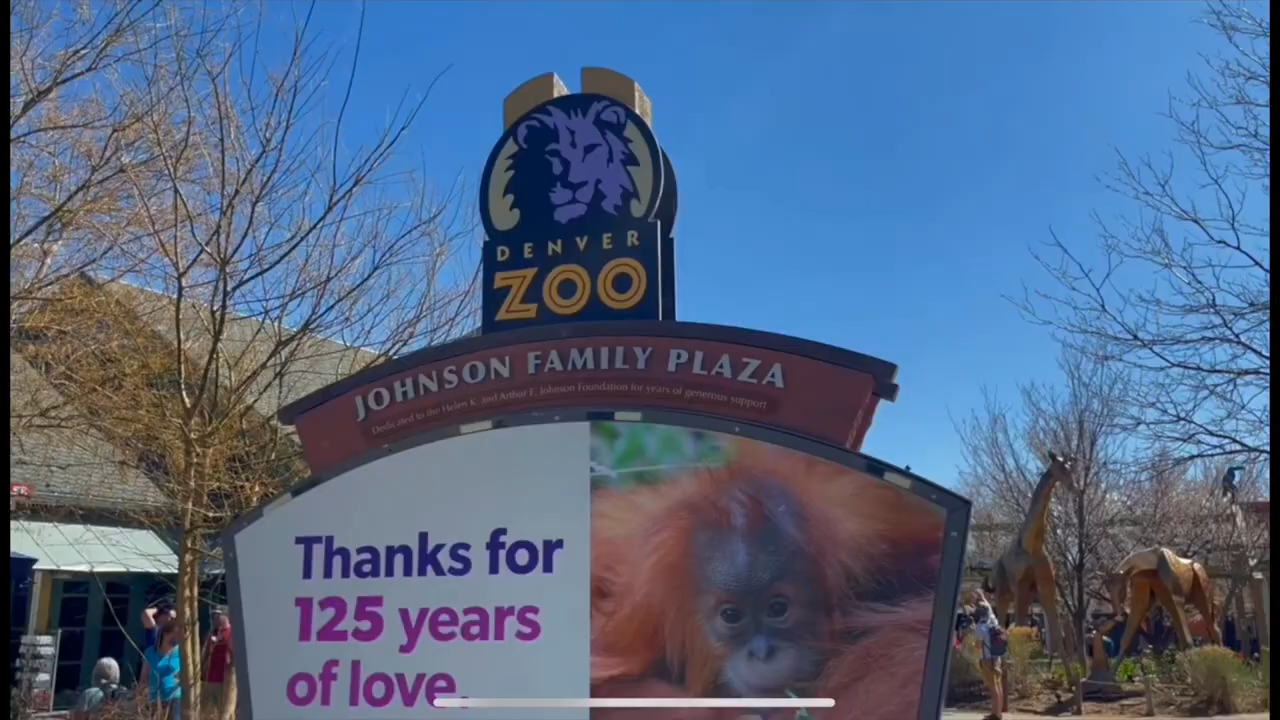 DENVER
ZOO
JOHNSON FAMILY PLAZA
Dedicated to the Helen K. and Arthur E. Johnson Foundation for years of generous support
Thanks for
125 years
of love.